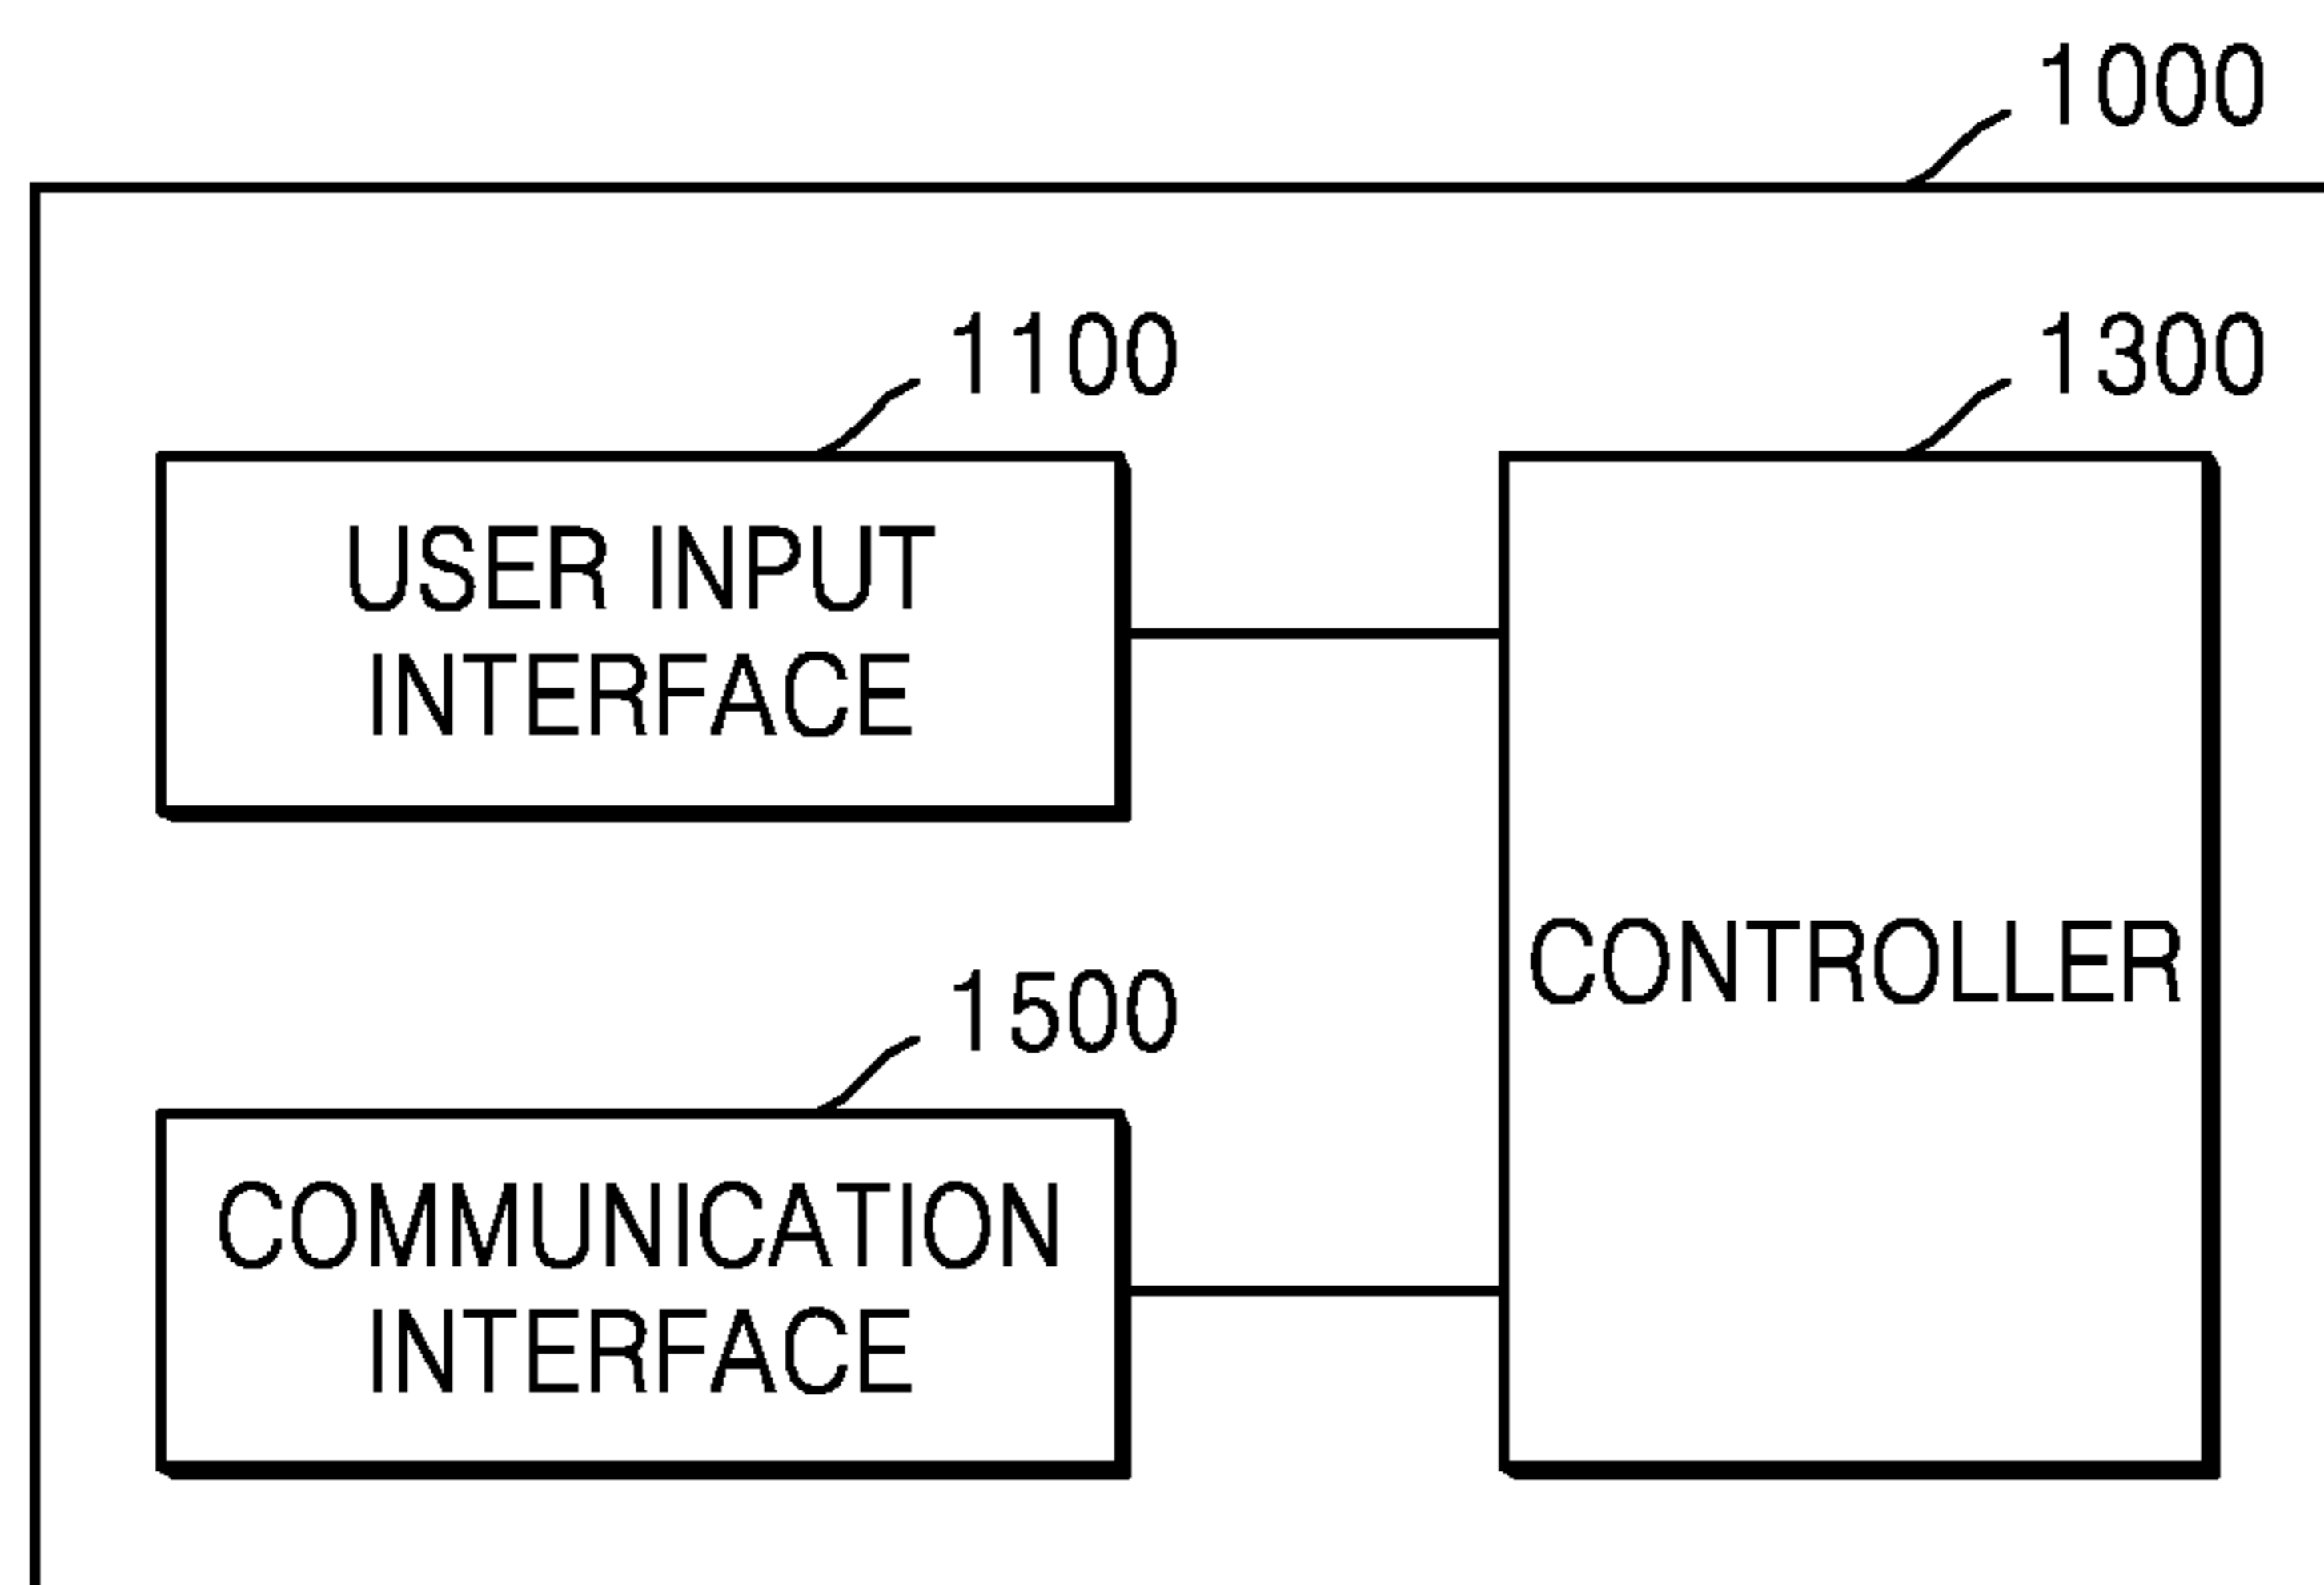 1000
1100
1300
USER INPUT
INTERFACE
CONTROLLER
1500
COMMUNICATION
INTERFACE